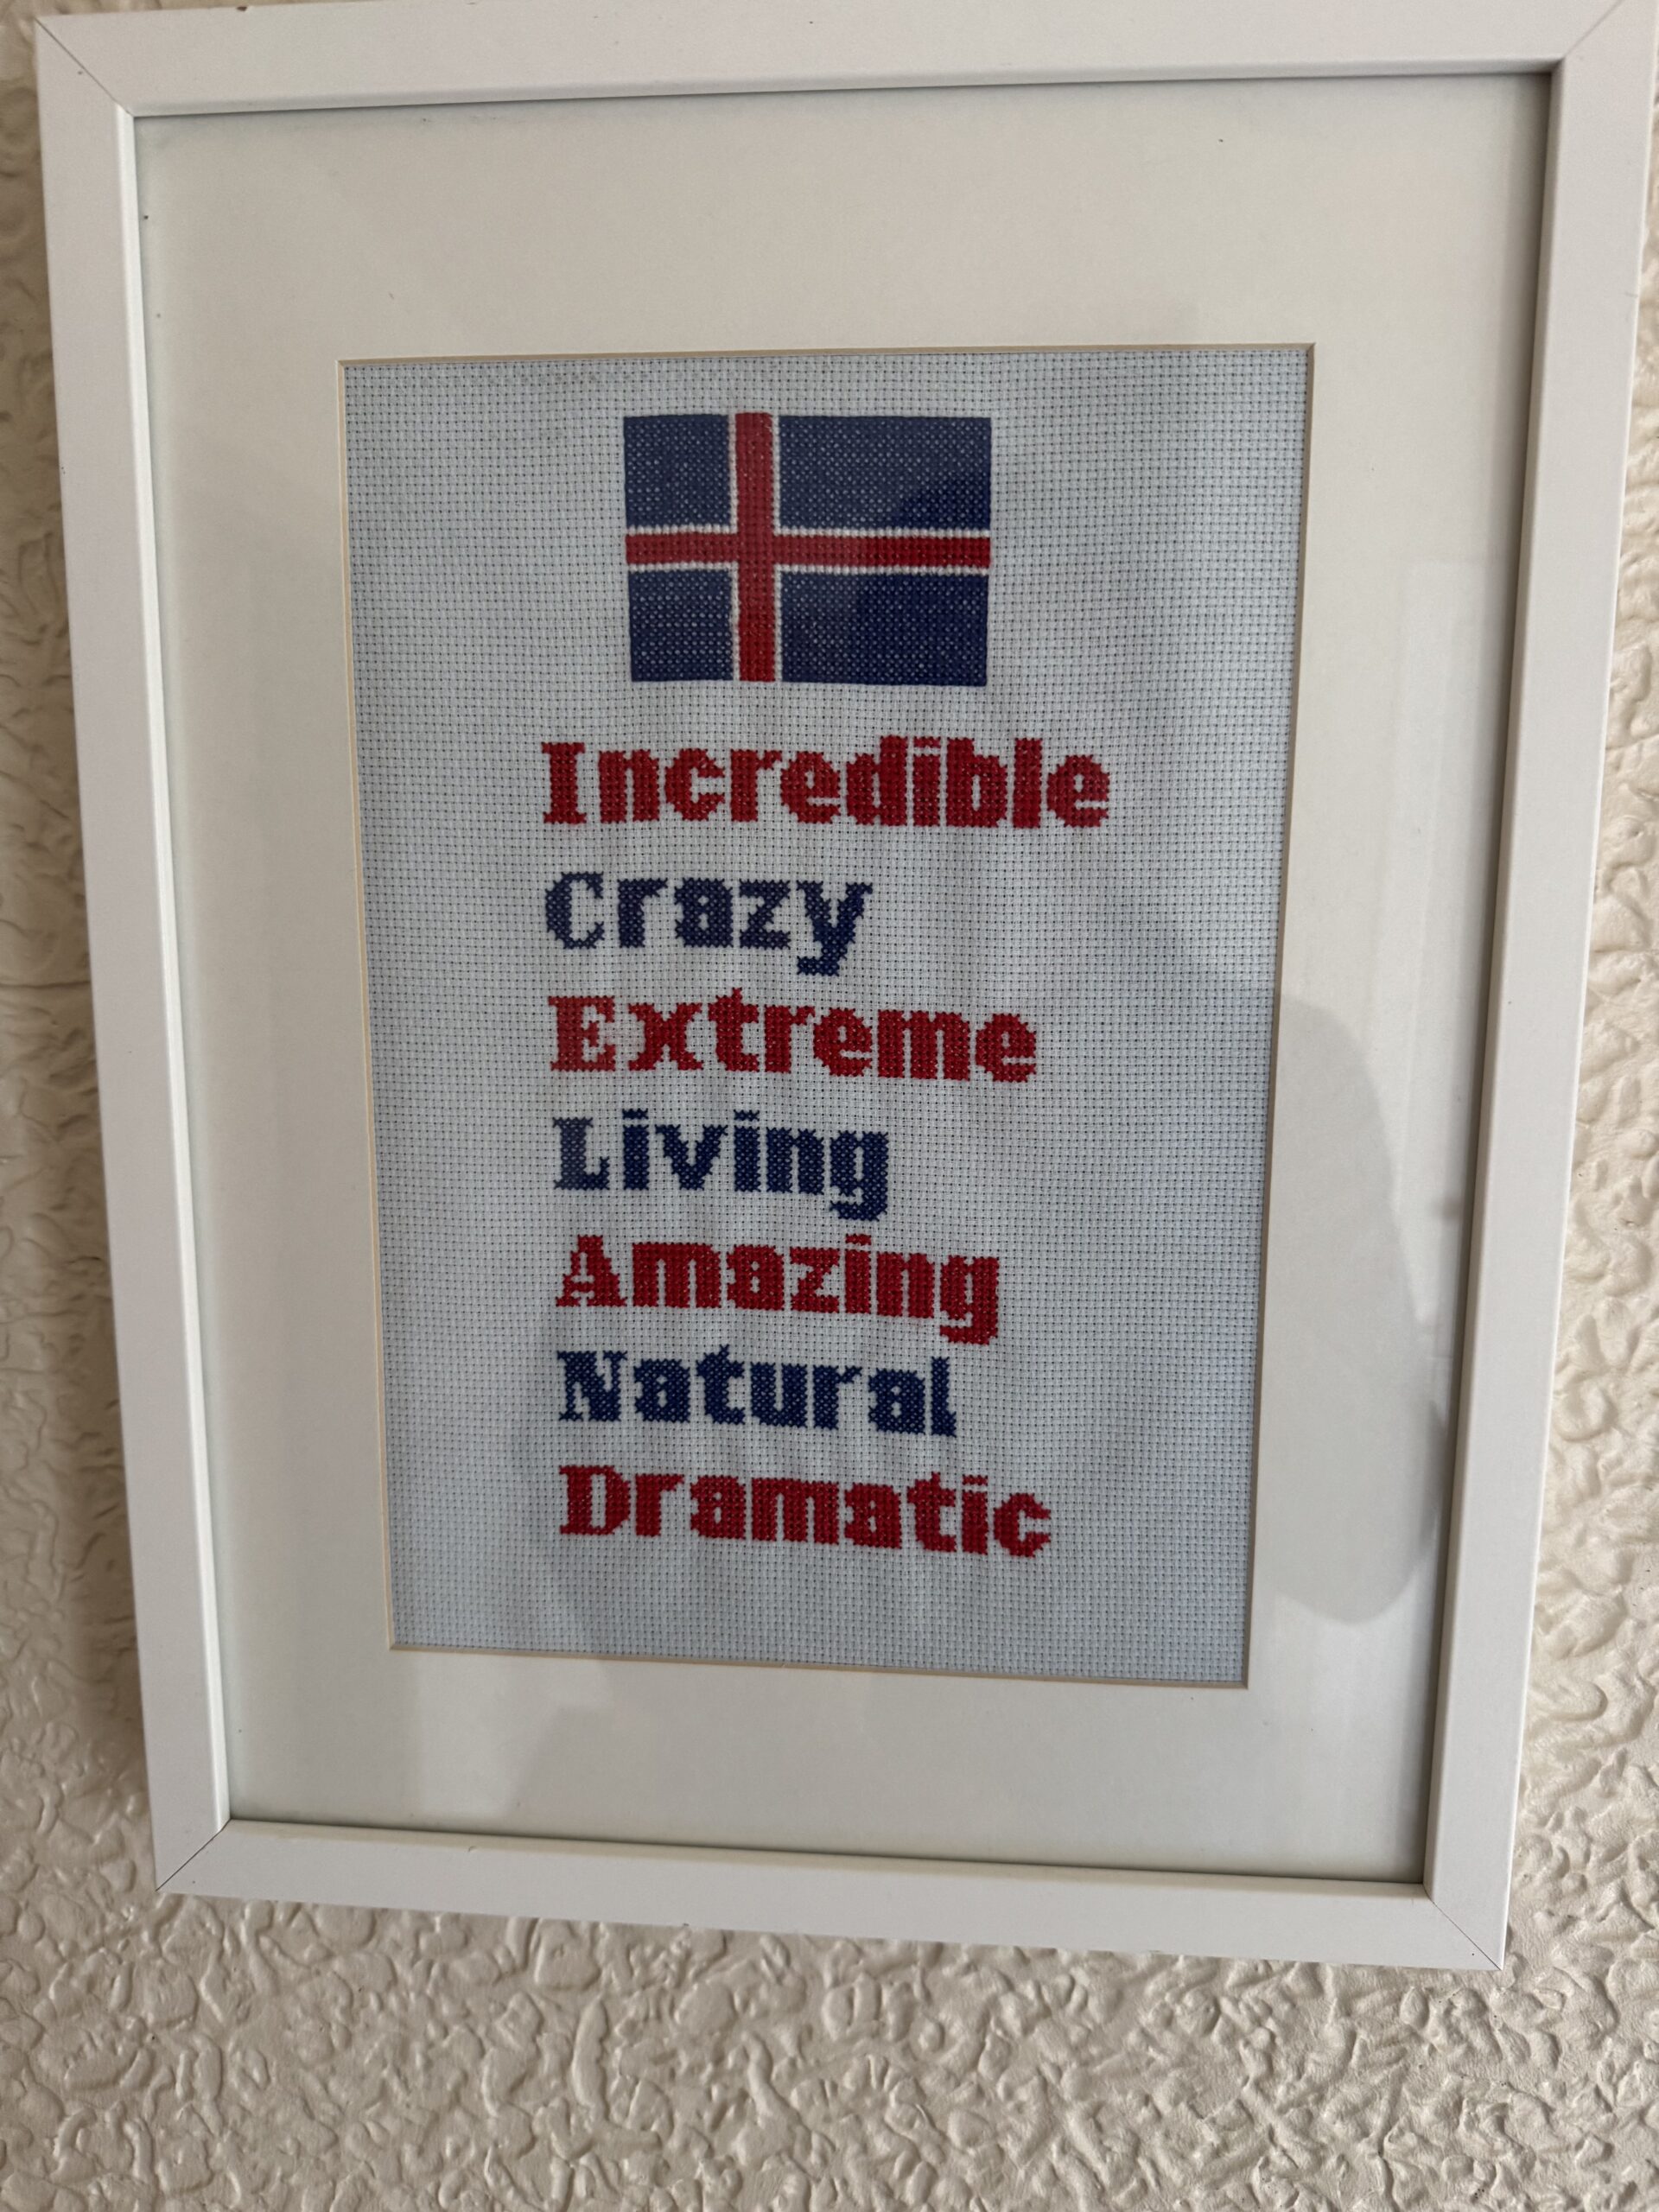 Incredible
Crazy
Extreme
Living
Amazing
Natural
Dramatic